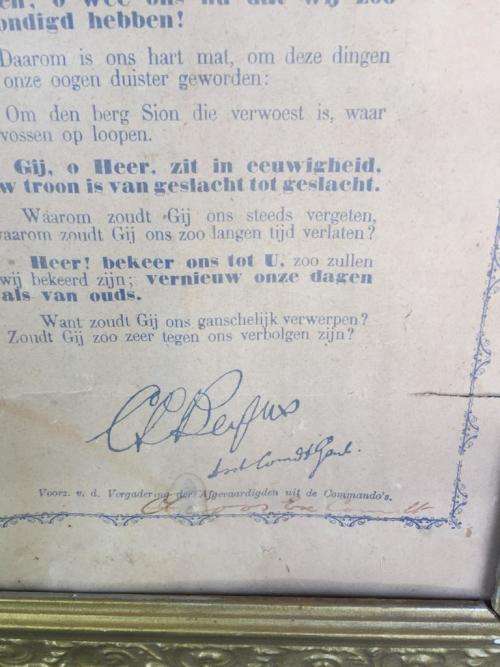 o wee ons nu dat wij zoo
ondigd hebben!
Daarom is ons hart mat, om deze dingen
onze oogen duister geworden:
Om den berg Sion die verwoest is, waar
vossen op loopen.
Gij, o Heer, zit in eeuwigheid,
w troon is van geslacht tot geslacht.
Waarom zoudt Gij ons steeds vergeten,
waarom zoudt Gij ons zoo langen tijd verlaten?
Heer! bekeer ons tot U, zoo zullen
wij bekeerd zijn; vernieuw onze dagen
als van ouds.
Want zoudt Gij ons ganschelijk verwerpen?
Zoudt Gij zoo zeer tegen ons verbolgen zijn?
Voorz. v. d. Vergadering der Afgevaardigden uit de Commando's.